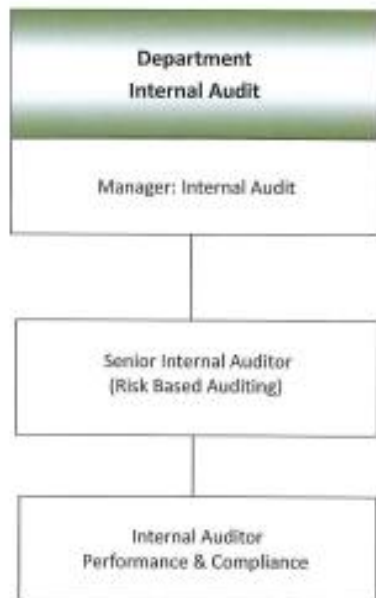 Department
Internal Audit
Manager: Internal Audit
Senior Internal Auditor
(Risk Based Auditing)
Internal Auditor
Performance & Compliance